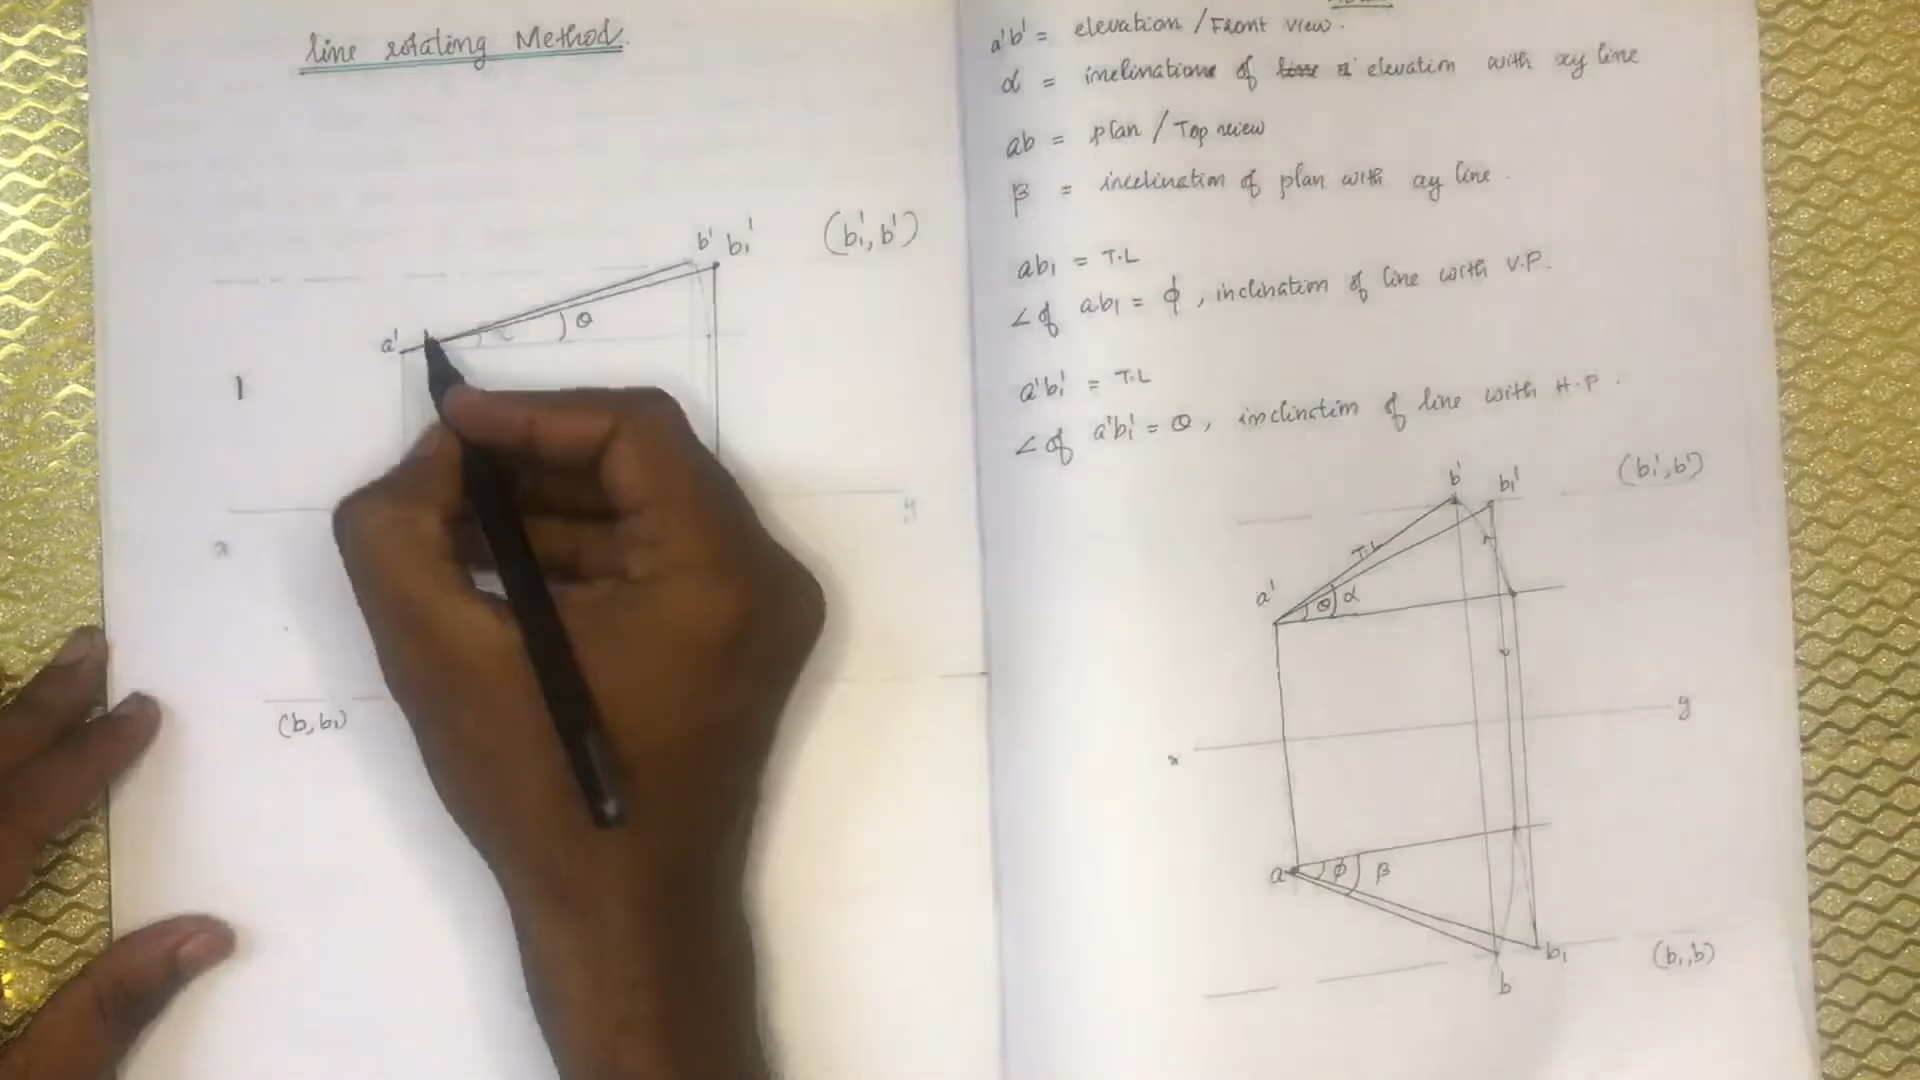 line rotating Method.
b' b₁' (b₁', b')
a' θ
1
y
x
(b, b₁)
a'b' = elevation / Front view.
α = inclinations of elevation with xy line
ab = plan / Top view
β = inclination of plan with xy line.
ab₁ = T.L
∠ of ab₁ = ϕ, inclination of line with V.P.
a'b₁' = T.L
∠ of a'b₁' = θ, inclinction of line with H.P.
b' b₁' (b₁', b')
T.L
a' θ α
y
x
a ϕ β
b₁ (b₁, b)
b